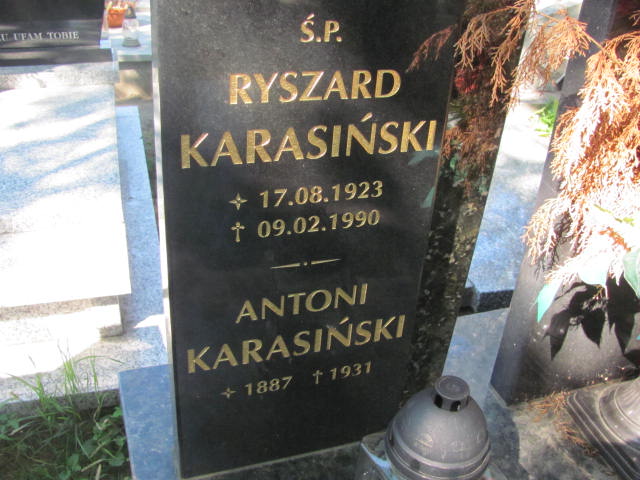 U UFAM TOBIE
Ś.P.
RYSZARD
KARASIŃSKI
✧ 17.08.1923
† 09.02.1990
ANTONI
KARASIŃSKI
✧ 1887 † 1931